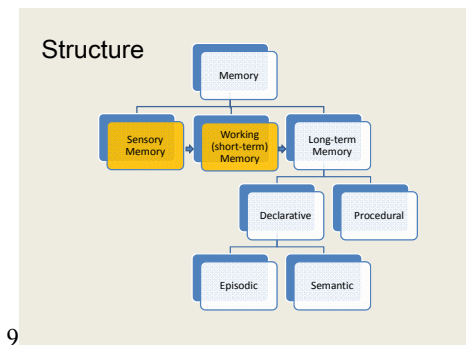 Structure
Memory
Sensory
Memory
Working
(short-term)
Memory
Long-term
Memory
Declarative
Procedural
Episodic
Semantic
9